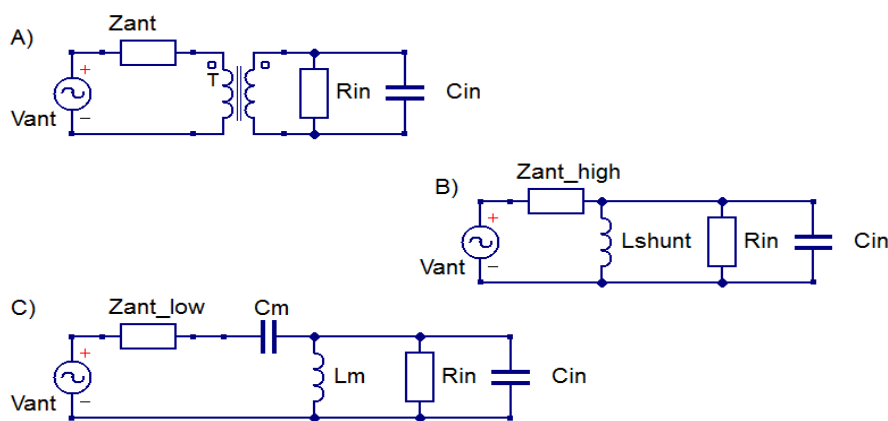 A)
Zant
T
Rin
Cin
+
Vant
−
B)
Zant_high
+
Lshunt
Rin
Cin
Vant
−
C)
Zant_low
Cm
+
Lm
Rin
Cin
Vant
−